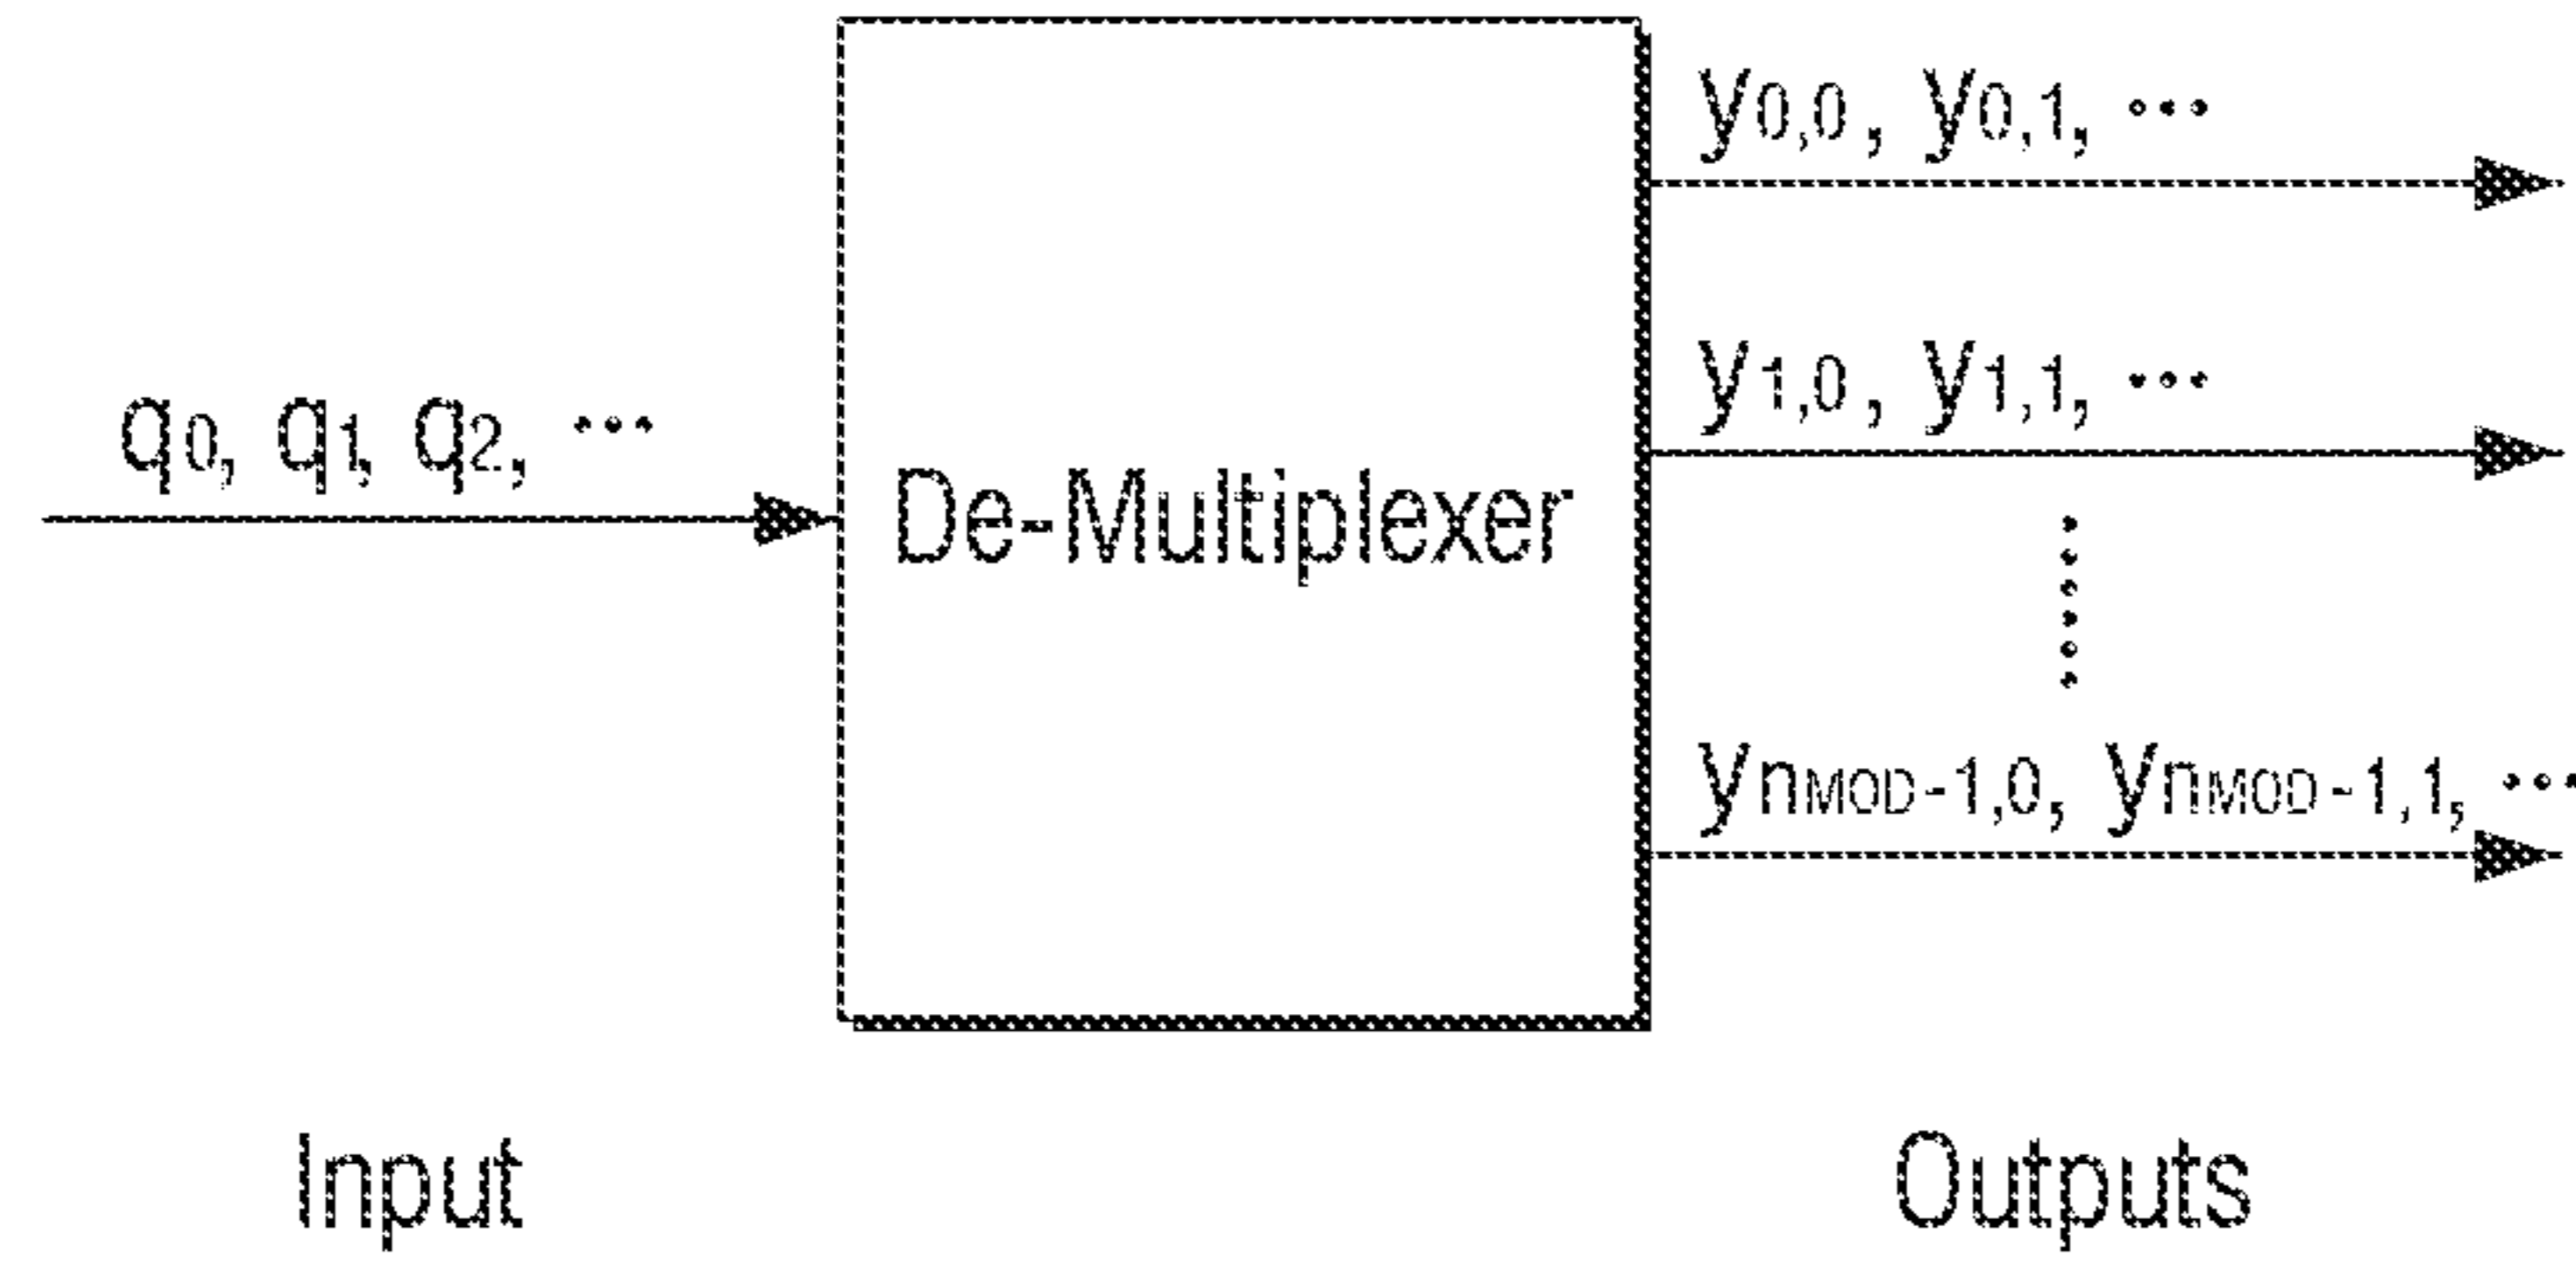 y0,0, y0,1, ...
y1,0, y1,1, ...
q0, q1, q2, ...
De-Multiplexer
ynMOD-1,0, ynMOD-1,1, ...
Input
Outputs